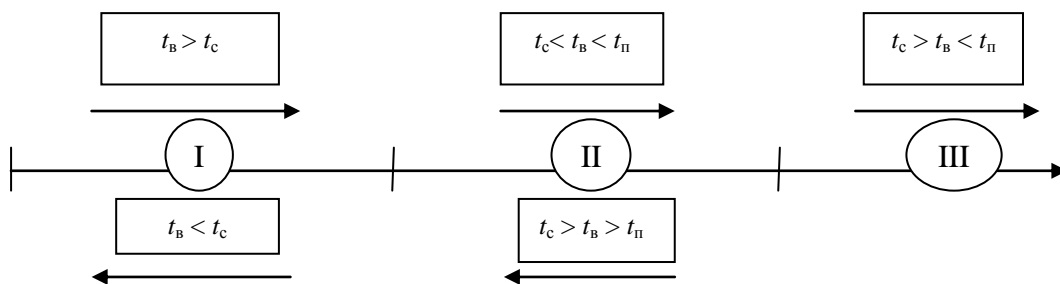 tв > tс
tс< tв < tп
tс > tв < tп
I
II
III
tв < tс
tс > tв > tп